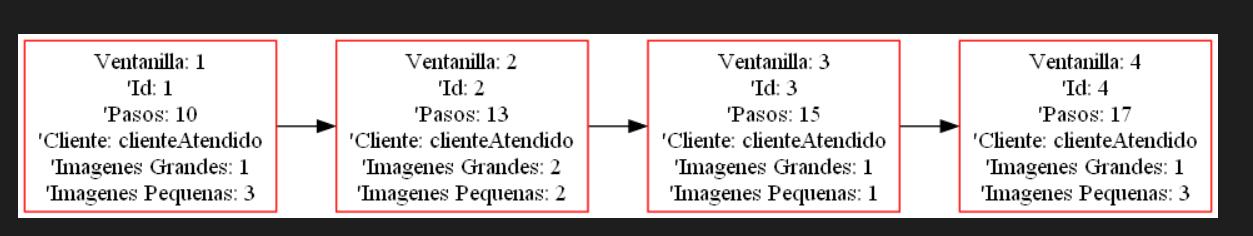 Ventanilla: 1
'Id: 1
'Pasos: 10
'Cliente: clienteAtendido
'Imagenes Grandes: 1
'Imagenes Pequenas: 3
Ventanilla: 2
'Id: 2
'Pasos: 13
'Cliente: clienteAtendido
'Imagenes Grandes: 2
'Imagenes Pequenas: 2
Ventanilla: 3
'Id: 3
'Pasos: 15
'Cliente: clienteAtendido
'Imagenes Grandes: 1
'Imagenes Pequenas: 1
Ventanilla: 4
'Id: 4
'Pasos: 17
'Cliente: clienteAtendido
'Imagenes Grandes: 1
'Imagenes Pequenas: 3